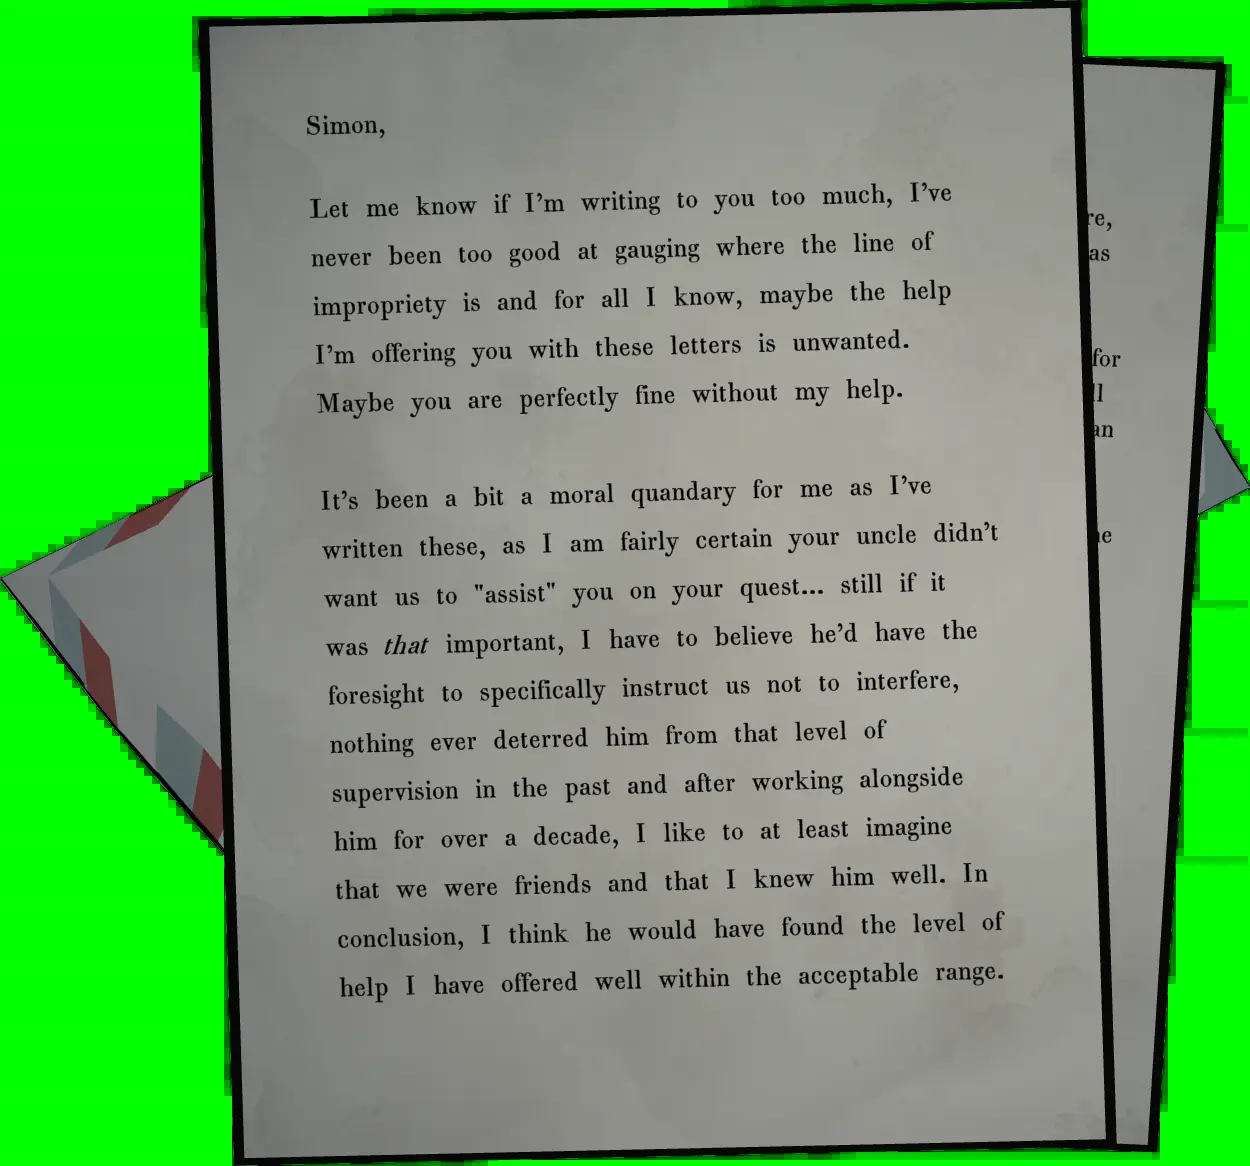 Simon,
Let me know if I'm writing to you too much, I've
never been too good at gauging where the line of
impropriety is and for all I know, maybe the help
I'm offering you with these letters is unwanted.
Maybe you are perfectly fine without my help.
It's been a bit a moral quandary for me as I've
written these, as I am fairly certain your uncle didn't
want us to "assist" you on your quest... still if it
was that important, I have to believe he'd have the
foresight to specifically instruct us not to interfere,
nothing ever deterred him from that level of
supervision in the past and after working alongside
him for over a decade, I like to at least imagine
that we were friends and that I knew him well. In
conclusion, I think he would have found the level of
help I have offered well within the acceptable range.
as
for
an